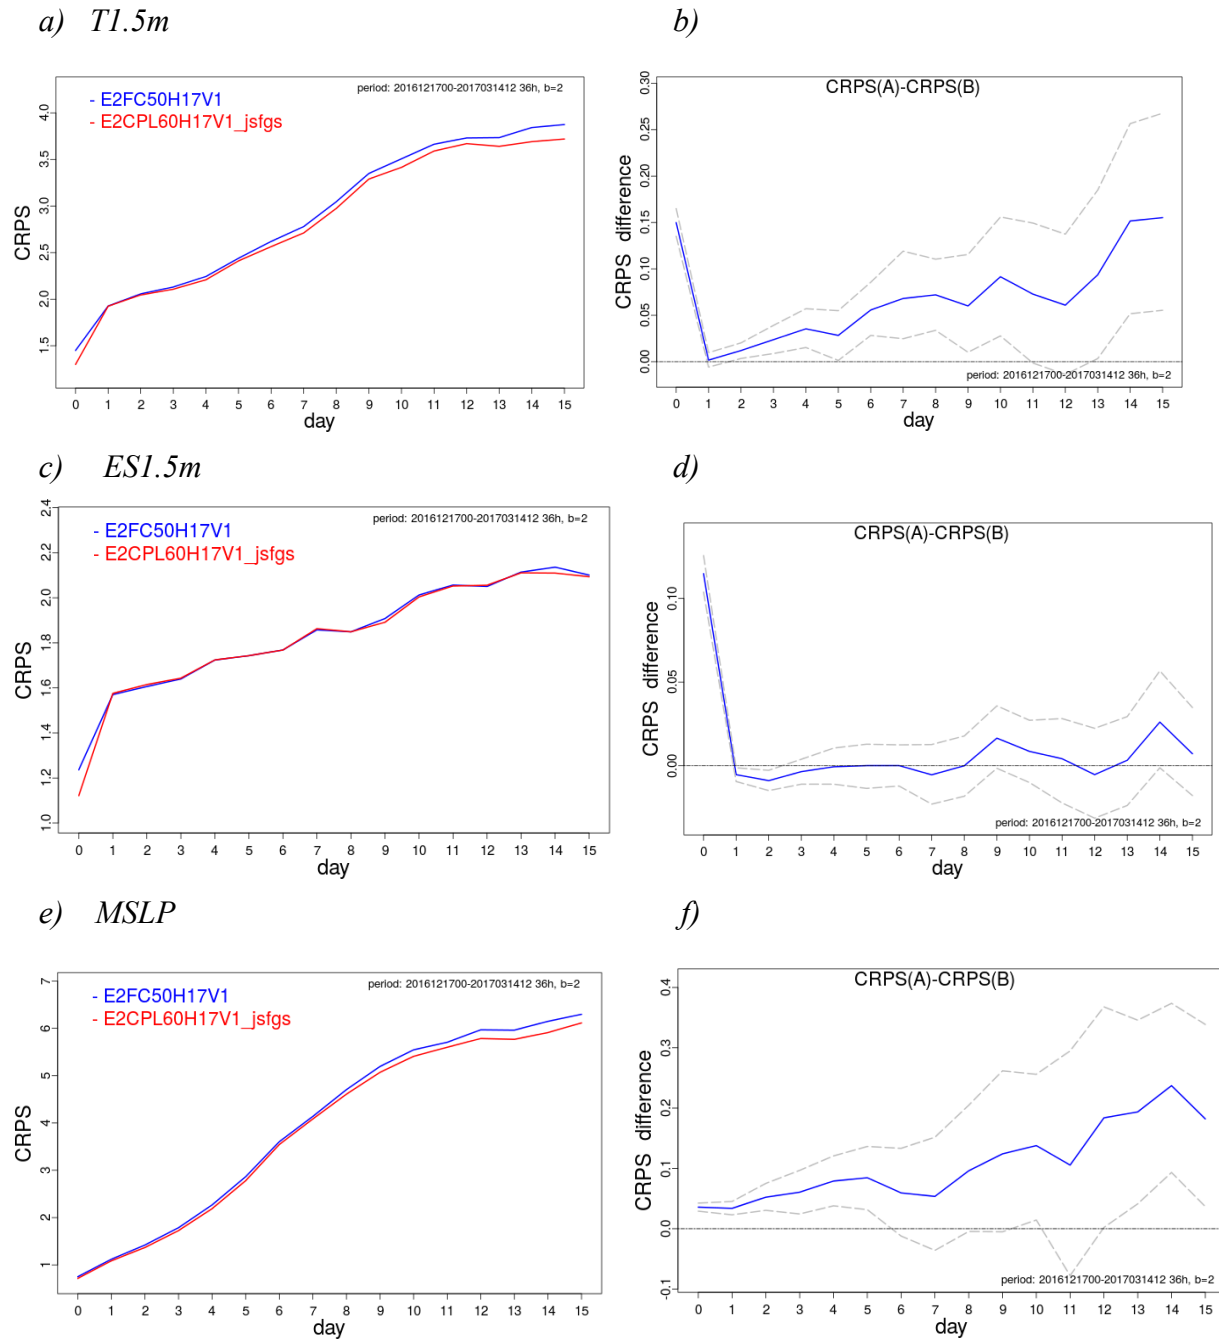 a) T1.5m
b)
period: 2016121700-2017031412 36h, b=2
- E2FC50H17V1
- E2CPL60H17V1_jsfgs
CRPS
4.0
3.5
3.0
2.5
2.0
1.5
0 1 2 3 4 5 6 7 8 9 10 11 12 13 14 15
day
CRPS(A)-CRPS(B)
CRPS difference
0.30
0.25
0.20
0.15
0.10
0.05
0.00
period: 2016121700-2017031412 36h, b=2
0 1 2 3 4 5 6 7 8 9 10 11 12 13 14 15
day
c) ES1.5m
d)
period: 2016121700-2017031412 36h, b=2
- E2FC50H17V1
- E2CPL60H17V1_jsfgs
CRPS
2.4
2.2
2.0
1.8
1.6
1.4
1.2
1.0
0 1 2 3 4 5 6 7 8 9 10 11 12 13 14 15
day
CRPS(A)-CRPS(B)
CRPS difference
0.10
0.05
0.00
period: 2016121700-2017031412 36h, b=2
0 1 2 3 4 5 6 7 8 9 10 11 12 13 14 15
day
e) MSLP
f)
period: 2016121700-2017031412 36h, b=2
- E2FC50H17V1
- E2CPL60H17V1_jsfgs
CRPS
7
6
5
4
3
2
1
0 1 2 3 4 5 6 7 8 9 10 11 12 13 14 15
day
CRPS(A)-CRPS(B)
CRPS difference
0.4
0.3
0.2
0.1
0.0
-0.1
period: 2016121700-2017031412 36h, b=2
0 1 2 3 4 5 6 7 8 9 10 11 12 13 14 15
day